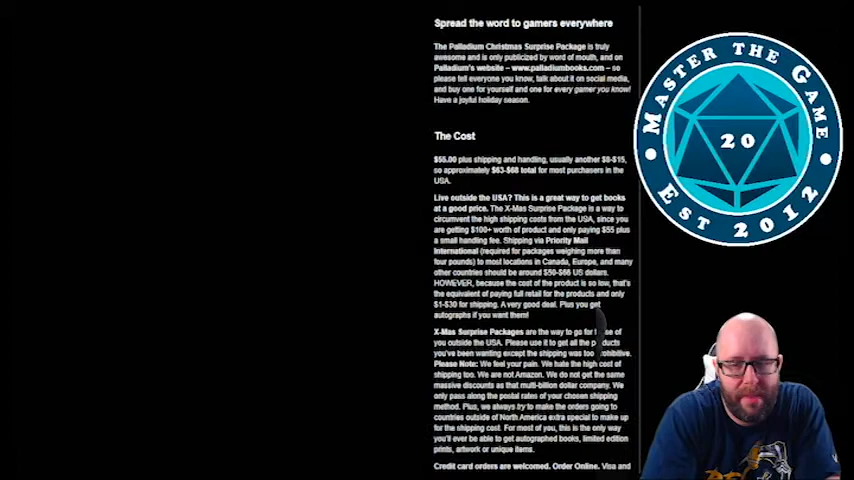 Spread the word to gamers everywhere
The Palladium Christmas Surprise Package is truly
awesome and is only publicized by word of mouth, and on
Palladium's website – www.palladiumbooks.com – so
please tell everyone you know, talk about it on social media,
and buy one for yourself and one for every gamer you know!
Have a joyful holiday season.
The Cost
$55.00 plus shipping and handling, usually another $8-$15,
so approximately $63-$68 total for most purchasers in the
USA.
Live outside the USA? This is a great way to get books
at a good price. The X-Mas Surprise Package is a way to
circumvent the high shipping costs from the USA, since you
are getting $100+ worth of product and only paying $55 plus
a small handling fee. Shipping via Priority Mail
International (required for packages weighing more than
four pounds) to most locations in Canada, Europe, and many
other countries should be around $50-$66 US dollars.
HOWEVER, because the cost of the product is so low, that's
the equivalent of paying full retail for the products and only
$1-$30 for shipping. A very good deal. Plus you get
autographs if you want them!
X-Mas Surprise Packages are the way to go for se of
you outside the USA. Please use it to get all the p ducts
you've been wanting except the shipping was too rohibitive.
Please Note: We feel your pain. We hate the high cost of
shipping too. We are not Amazon. We do not get the same
massive discounts as that multi-billion dollar company. We
only pass along the postal rates of your chosen shipping
method. Plus, we always try to make the orders going to
countries outside of North America extra special to make up
for the shipping cost. For most of you, this is the only way
you'll ever be able to get autographed books, limited edition
prints, artwork or unique items.
Credit card orders are welcomed. Order Online. Visa and
MASTER THE GAME
20
EST 2012